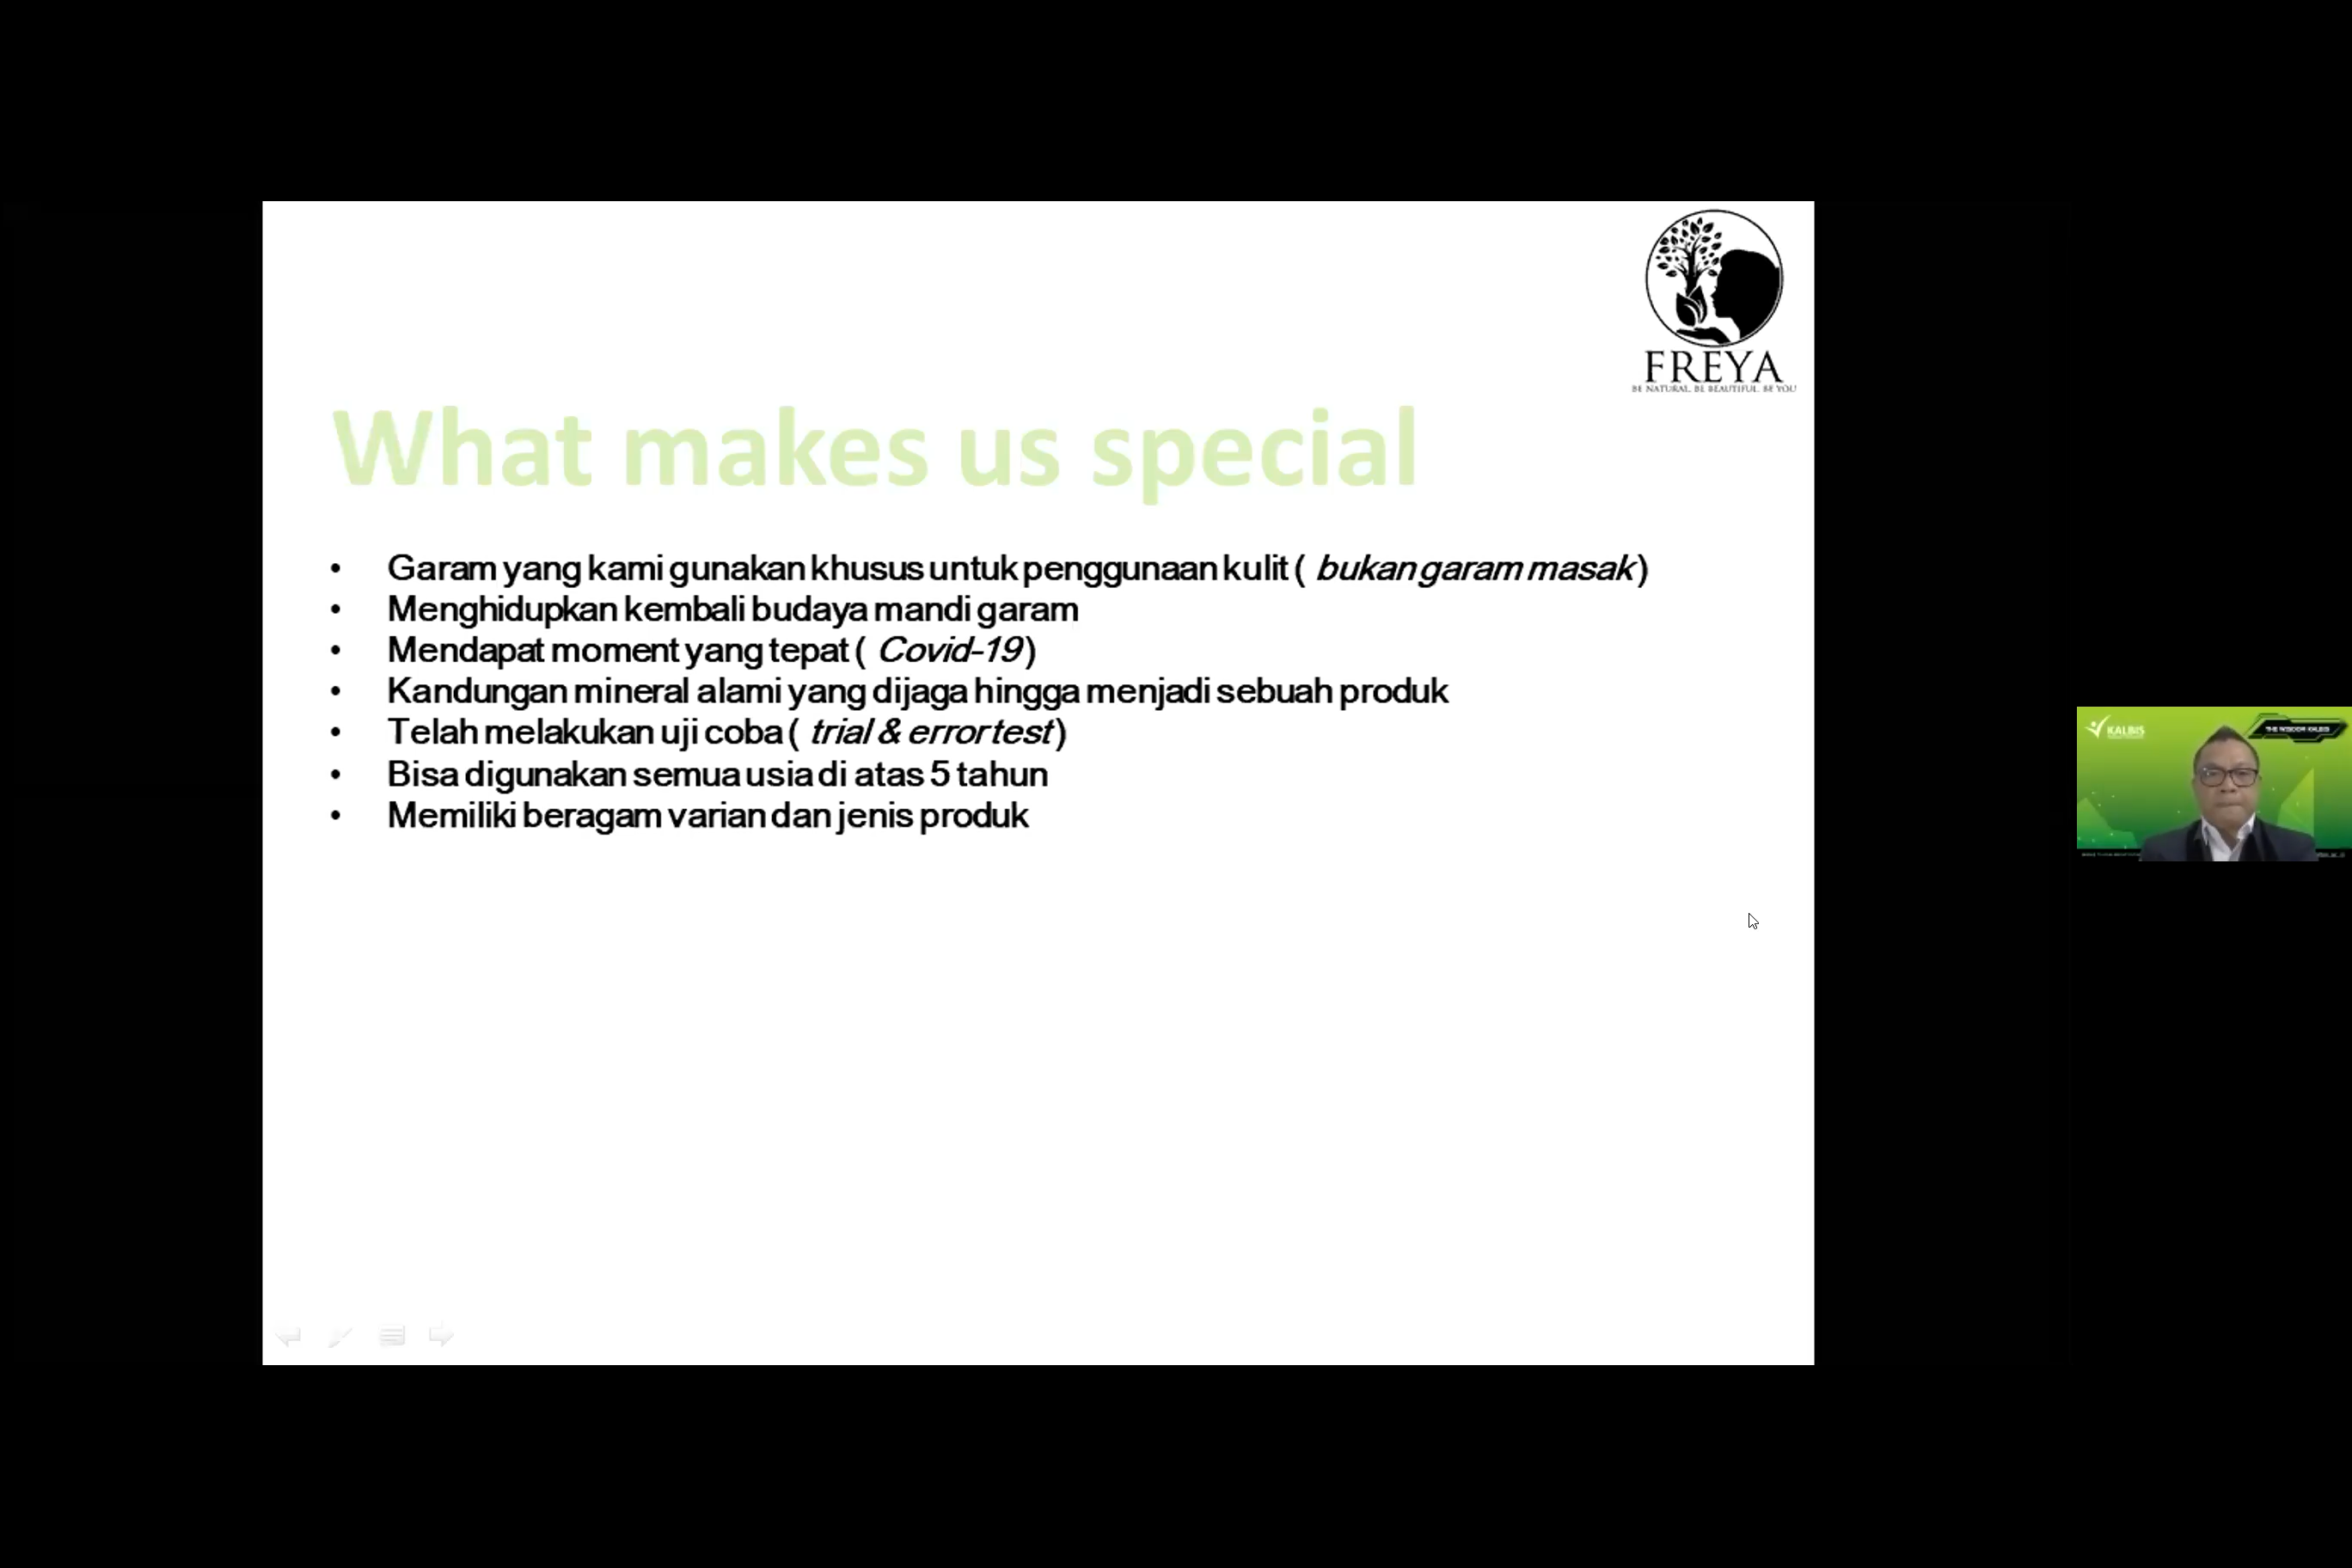 FREYA
BE NATURAL. BE BEAUTIFUL. BE YOU
What makes us special
• Garam yang kami gunakan khusus untuk penggunaan kulit ( bukan garam masak)
• Menghidupkan kembali budaya mandi garam
• Mendapat moment yang tepat ( Covid-19)
• Kandungan mineral alami yang dijaga hingga menjadi sebuah produk
• Telah melakukan uji coba ( trial & error test)
• Bisa digunakan semua usia di atas 5 tahun
• Memiliki beragam varian dan jenis produk
KALBIS
THE WISDOM KALBIS